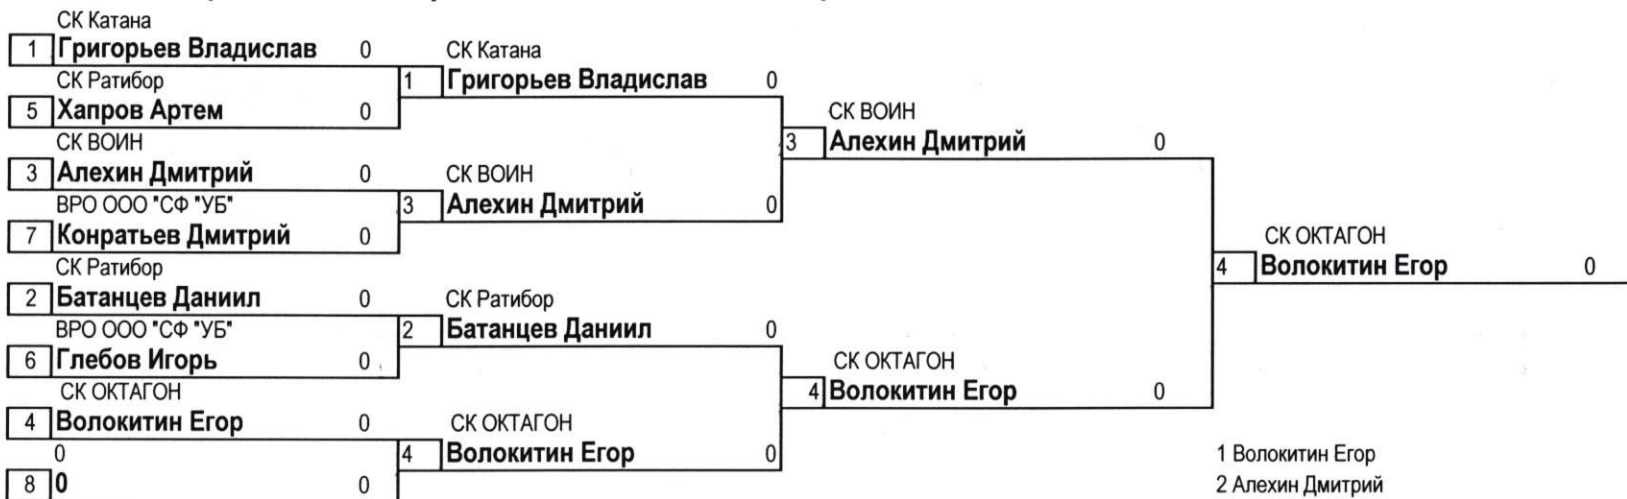 СК Катана
1 Григорьев Владислав 0
СК Ратибор
5 Хапров Артем 0
СК ВОИН
3 Алехин Дмитрий 0
ВРО ООО "СФ "УБ"
7 Конратьев Дмитрий 0
СК Ратибор
2 Батанцев Даниил 0
ВРО ООО "СФ "УБ"
6 Глебов Игорь 0
СК ОКТАГОН
4 Волокитин Егор 0
0
8 0 0
СК Катана
1 Григорьев Владислав 0
СК ВОИН
3 Алехин Дмитрий 0
СК Ратибор
2 Батанцев Даниил 0
СК ОКТАГОН
4 Волокитин Егор 0
СК ВОИН
3 Алехин Дмитрий 0
СК ОКТАГОН
4 Волокитин Егор 0
СК ОКТАГОН
4 Волокитин Егор 0
1 Волокитин Егор
2 Алехин Дмитрий